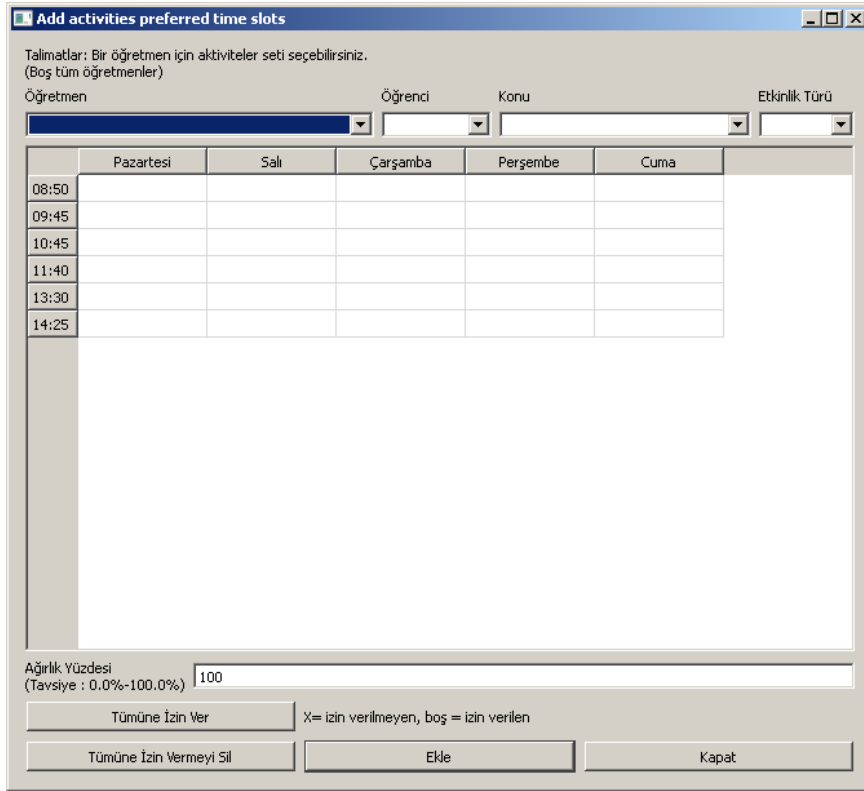 Add activities preferred time slots
Talimatlar: Bir öğretmen için aktiviteler seti seçebilirsiniz.
(Boş tüm öğretmenler)
Öğretmen Öğrenci Konu Etkinlik Türü
Pazartesi Salı Çarşamba Perşembe Cuma
08:50
09:45
10:45
11:40
13:30
14:25
Ağırlık Yüzdesi
(Tavsiye : 0.0%-100.0%) 100
Tümüne İzin Ver X= izin verilmeyen, boş = izin verilen
Tümüne İzin Vermeyi Sil Ekle Kapat